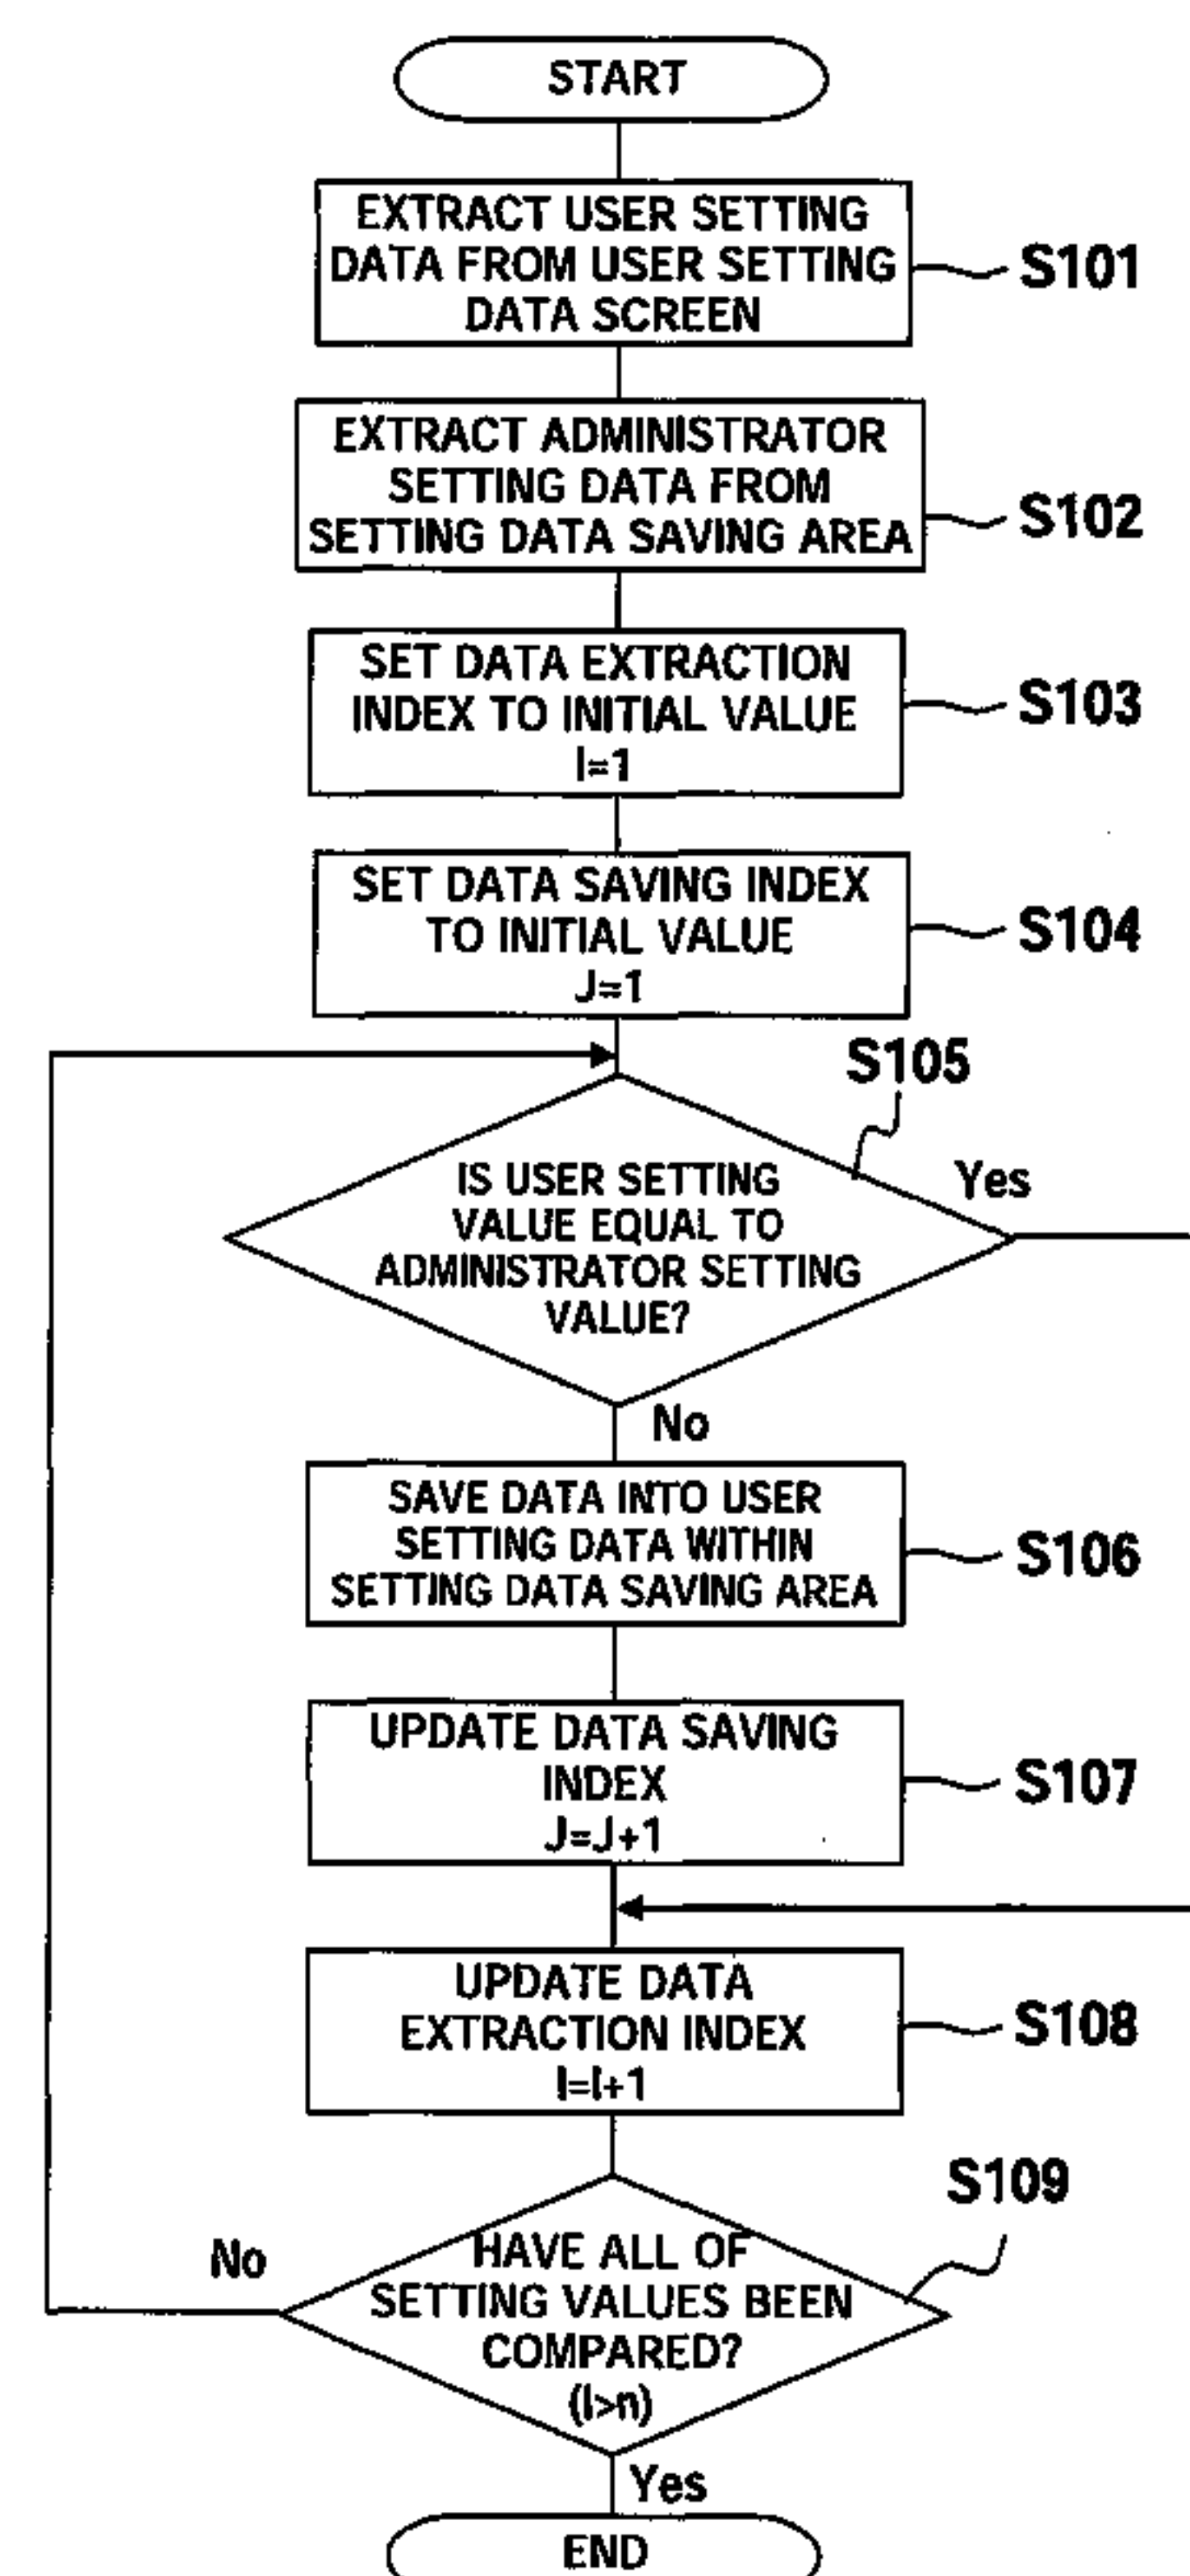 START
EXTRACT USER SETTING
DATA FROM USER SETTING
DATA SCREEN
S101
EXTRACT ADMINISTRATOR
SETTING DATA FROM
SETTING DATA SAVING AREA
S102
SET DATA EXTRACTION
INDEX TO INITIAL VALUE
I=1
S103
SET DATA SAVING INDEX
TO INITIAL VALUE
J=1
S104
S105
IS USER SETTING
VALUE EQUAL TO
ADMINISTRATOR SETTING
VALUE?
Yes
No
SAVE DATA INTO USER
SETTING DATA WITHIN
SETTING DATA SAVING AREA
S106
UPDATE DATA SAVING
INDEX
J=J+1
S107
UPDATE DATA
EXTRACTION INDEX
I=I+1
S108
S109
HAVE ALL OF
SETTING VALUES BEEN
COMPARED?
(I>n)
No
Yes
END